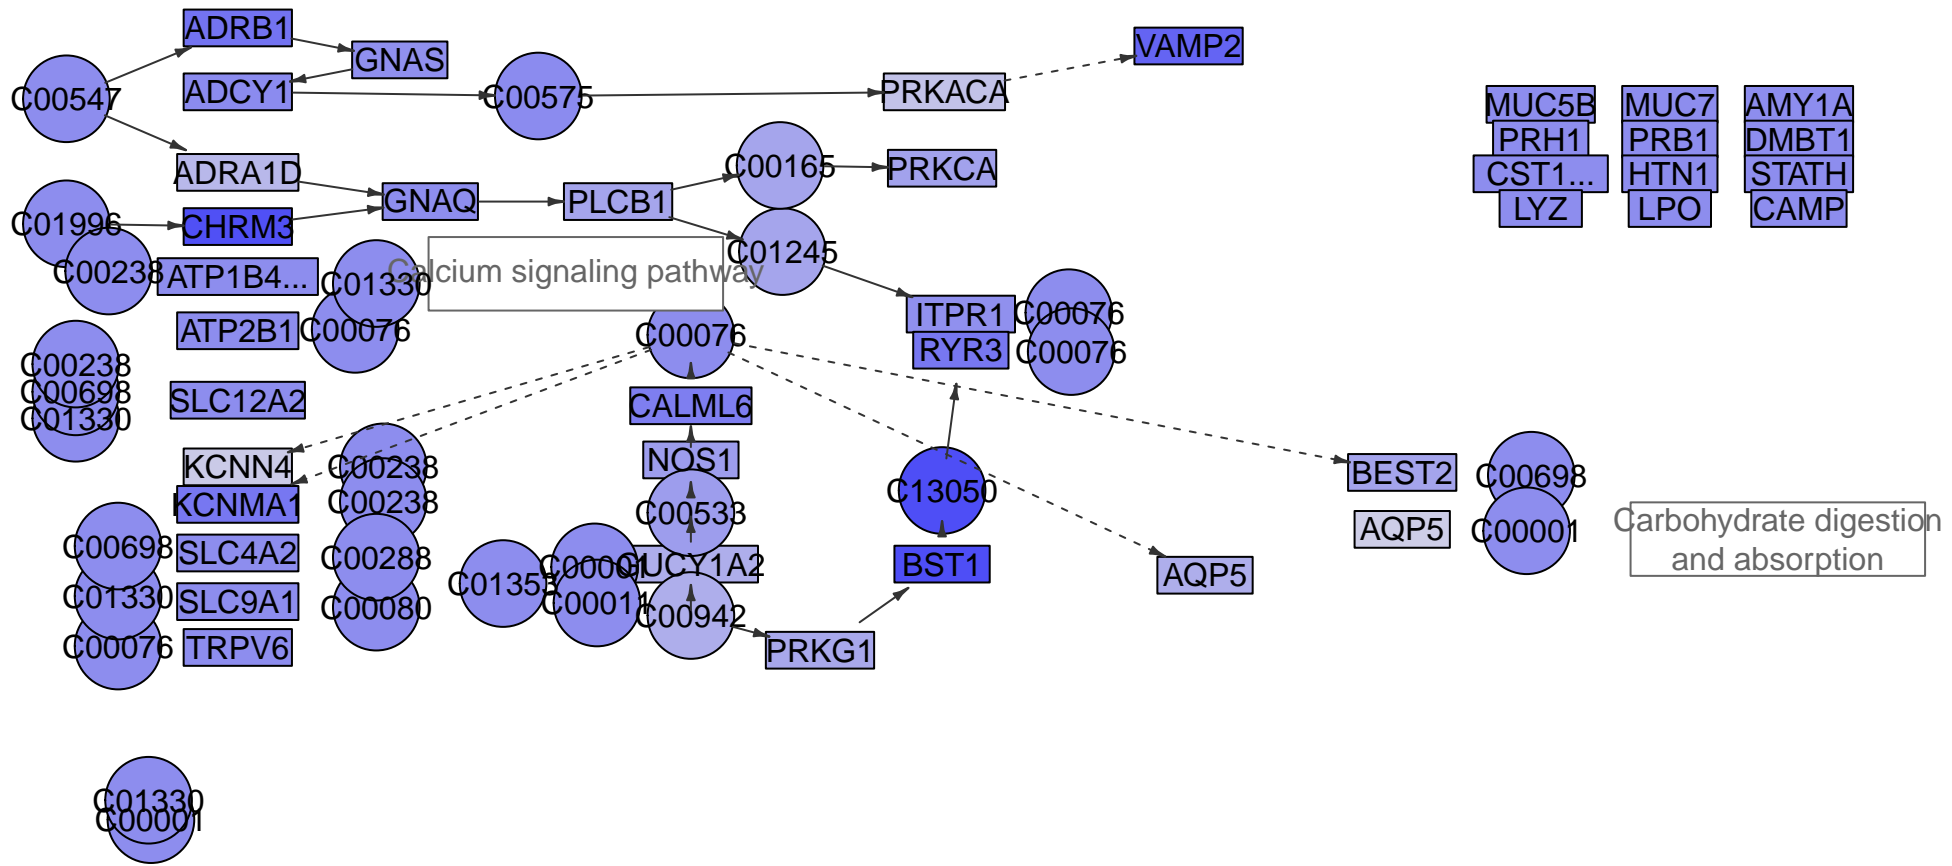 ADRB1
GNAS
VAMP2
C00547
ADCY1
C00575
PRKACA
MUC5B
MUC7
AMY1A
PRH1
PRB1
DMBT1
ADRA1D
C00165
PRKCA
CST1...
HTN1
STATH
GNAQ
PLCB1
LYZ
LPO
CAMP
C01996
CHRM3
C01245
C00238
ATP1B4...
C01330
Calcium signaling pathway
ATP2B1
C00076
C00076
ITPR1
C00076
RYR3
C00076
C00238
C00698
C01330
SLC12A2
CALML6
KCNN4
C00238
NOS1
BEST2
C00698
KCNMA1
C00238
C00533
C13050
AQP5
C00001
Carbohydrate digestion
and absorption
C00698
SLC4A2
C00288
C01353
C00001
GUCY1A2
BST1
AQP5
C01330
SLC9A1
C00080
C00011
C00942
C00076
TRPV6
PRKG1
C01330
C00001